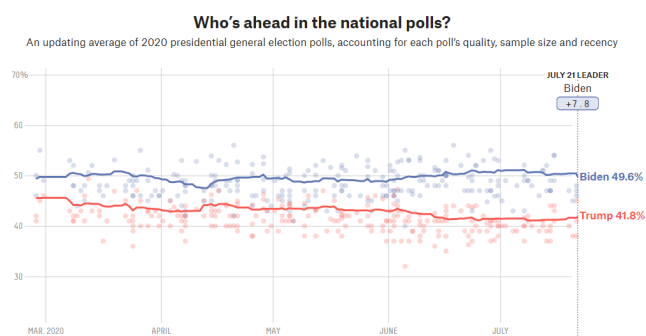 Who's ahead in the national polls?
An updating average of 2020 presidential general election polls, accounting for each poll's quality, sample size and recency
70%
JULY 21 LEADER
Biden
+7.8
60
50
Biden 49.6%
Trump 41.8%
40
30
MAR. 2020 APRIL MAY JUNE JULY